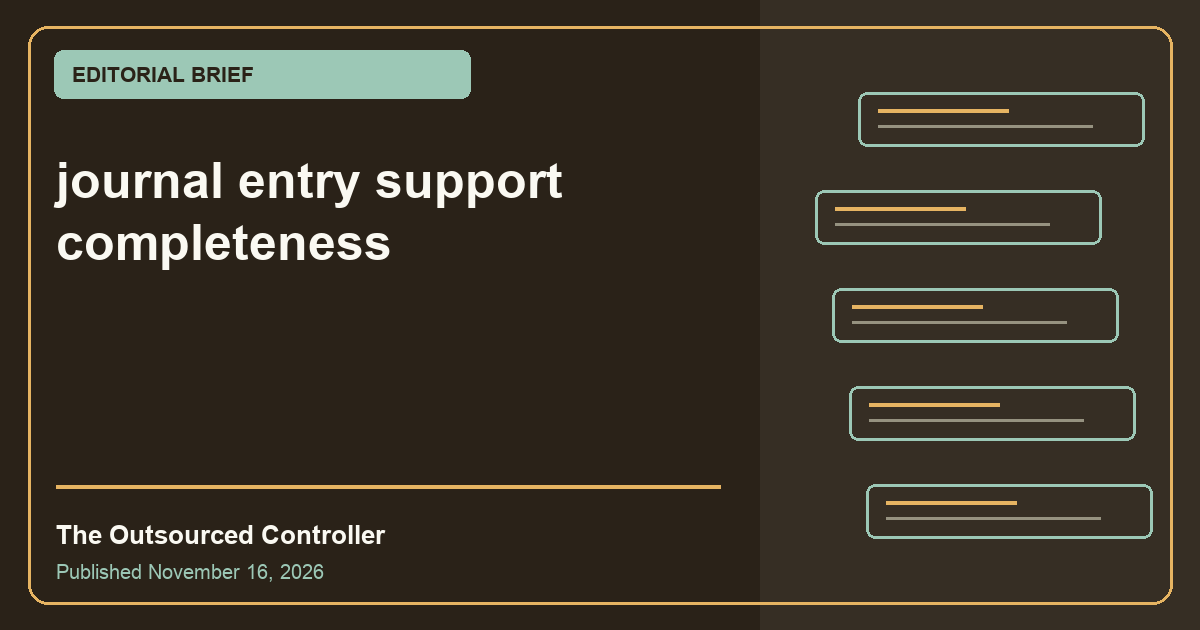 EDITORIAL BRIEF
journal entry support
completeness
The Outsourced Controller
Published November 16, 2026